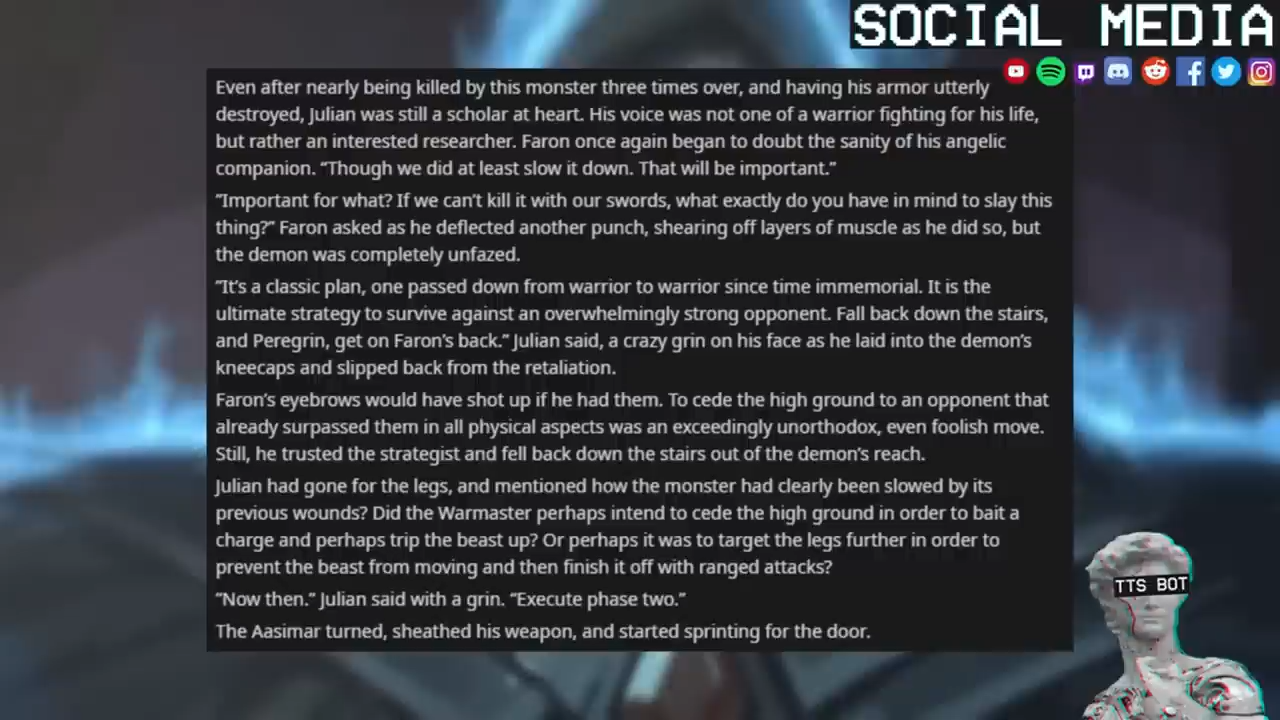 SOCIAL MEDIA
Even after nearly being killed by this monster three times over, and having his armor utterly
destroyed, Julian was still a scholar at heart. His voice was not one of a warrior fighting for his life,
but rather an interested researcher. Faron once again began to doubt the sanity of his angelic
companion. “Though we did at least slow it down. That will be important.”
“Important for what? If we can’t kill it with our swords, what exactly do you have in mind to slay this
thing?” Faron asked as he deflected another punch, shearing off layers of muscle as he did so, but
the demon was completely unfazed.
“It’s a classic plan, one passed down from warrior to warrior since time immemorial. It is the
ultimate strategy to survive against an overwhelmingly strong opponent. Fall back down the stairs,
and Peregrin, get on Faron’s back.” Julian said, a crazy grin on his face as he laid into the demon’s
kneecaps and slipped back from the retaliation.
Faron’s eyebrows would have shot up if he had them. To cede the high ground to an opponent that
already surpassed them in all physical aspects was an exceedingly unorthodox, even foolish move.
Still, he trusted the strategist and fell back down the stairs out of the demon’s reach.
Julian had gone for the legs, and mentioned how the monster had clearly been slowed by its
previous wounds? Did the Warmaster perhaps intend to cede the high ground in order to bait a
charge and perhaps trip the beast up? Or perhaps it was to target the legs further in order to
prevent the beast from moving and then finish it off with ranged attacks?
“Now then.” Julian said with a grin. “Execute phase two.”
The Aasimar turned, sheathed his weapon, and started sprinting for the door.
TTS BOT